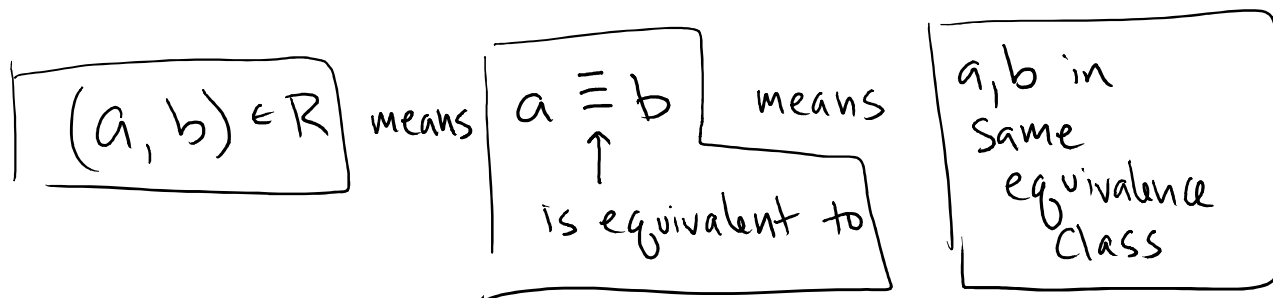 (a, b) ∈ R means a ≡ b means a,b in
same
↑
equivalence
is equivalent to
class